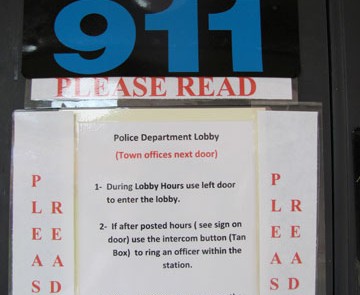 911
PLEASE READ
Police Department Lobby
(Town offices next door)
1- During Lobby Hours use left door
to enter the lobby.
2- If after posted hours ( see sign on
door) use the intercom button (Tan
Box) to ring an officer within the
station.
PLEAS
READ
PLEAS
READ